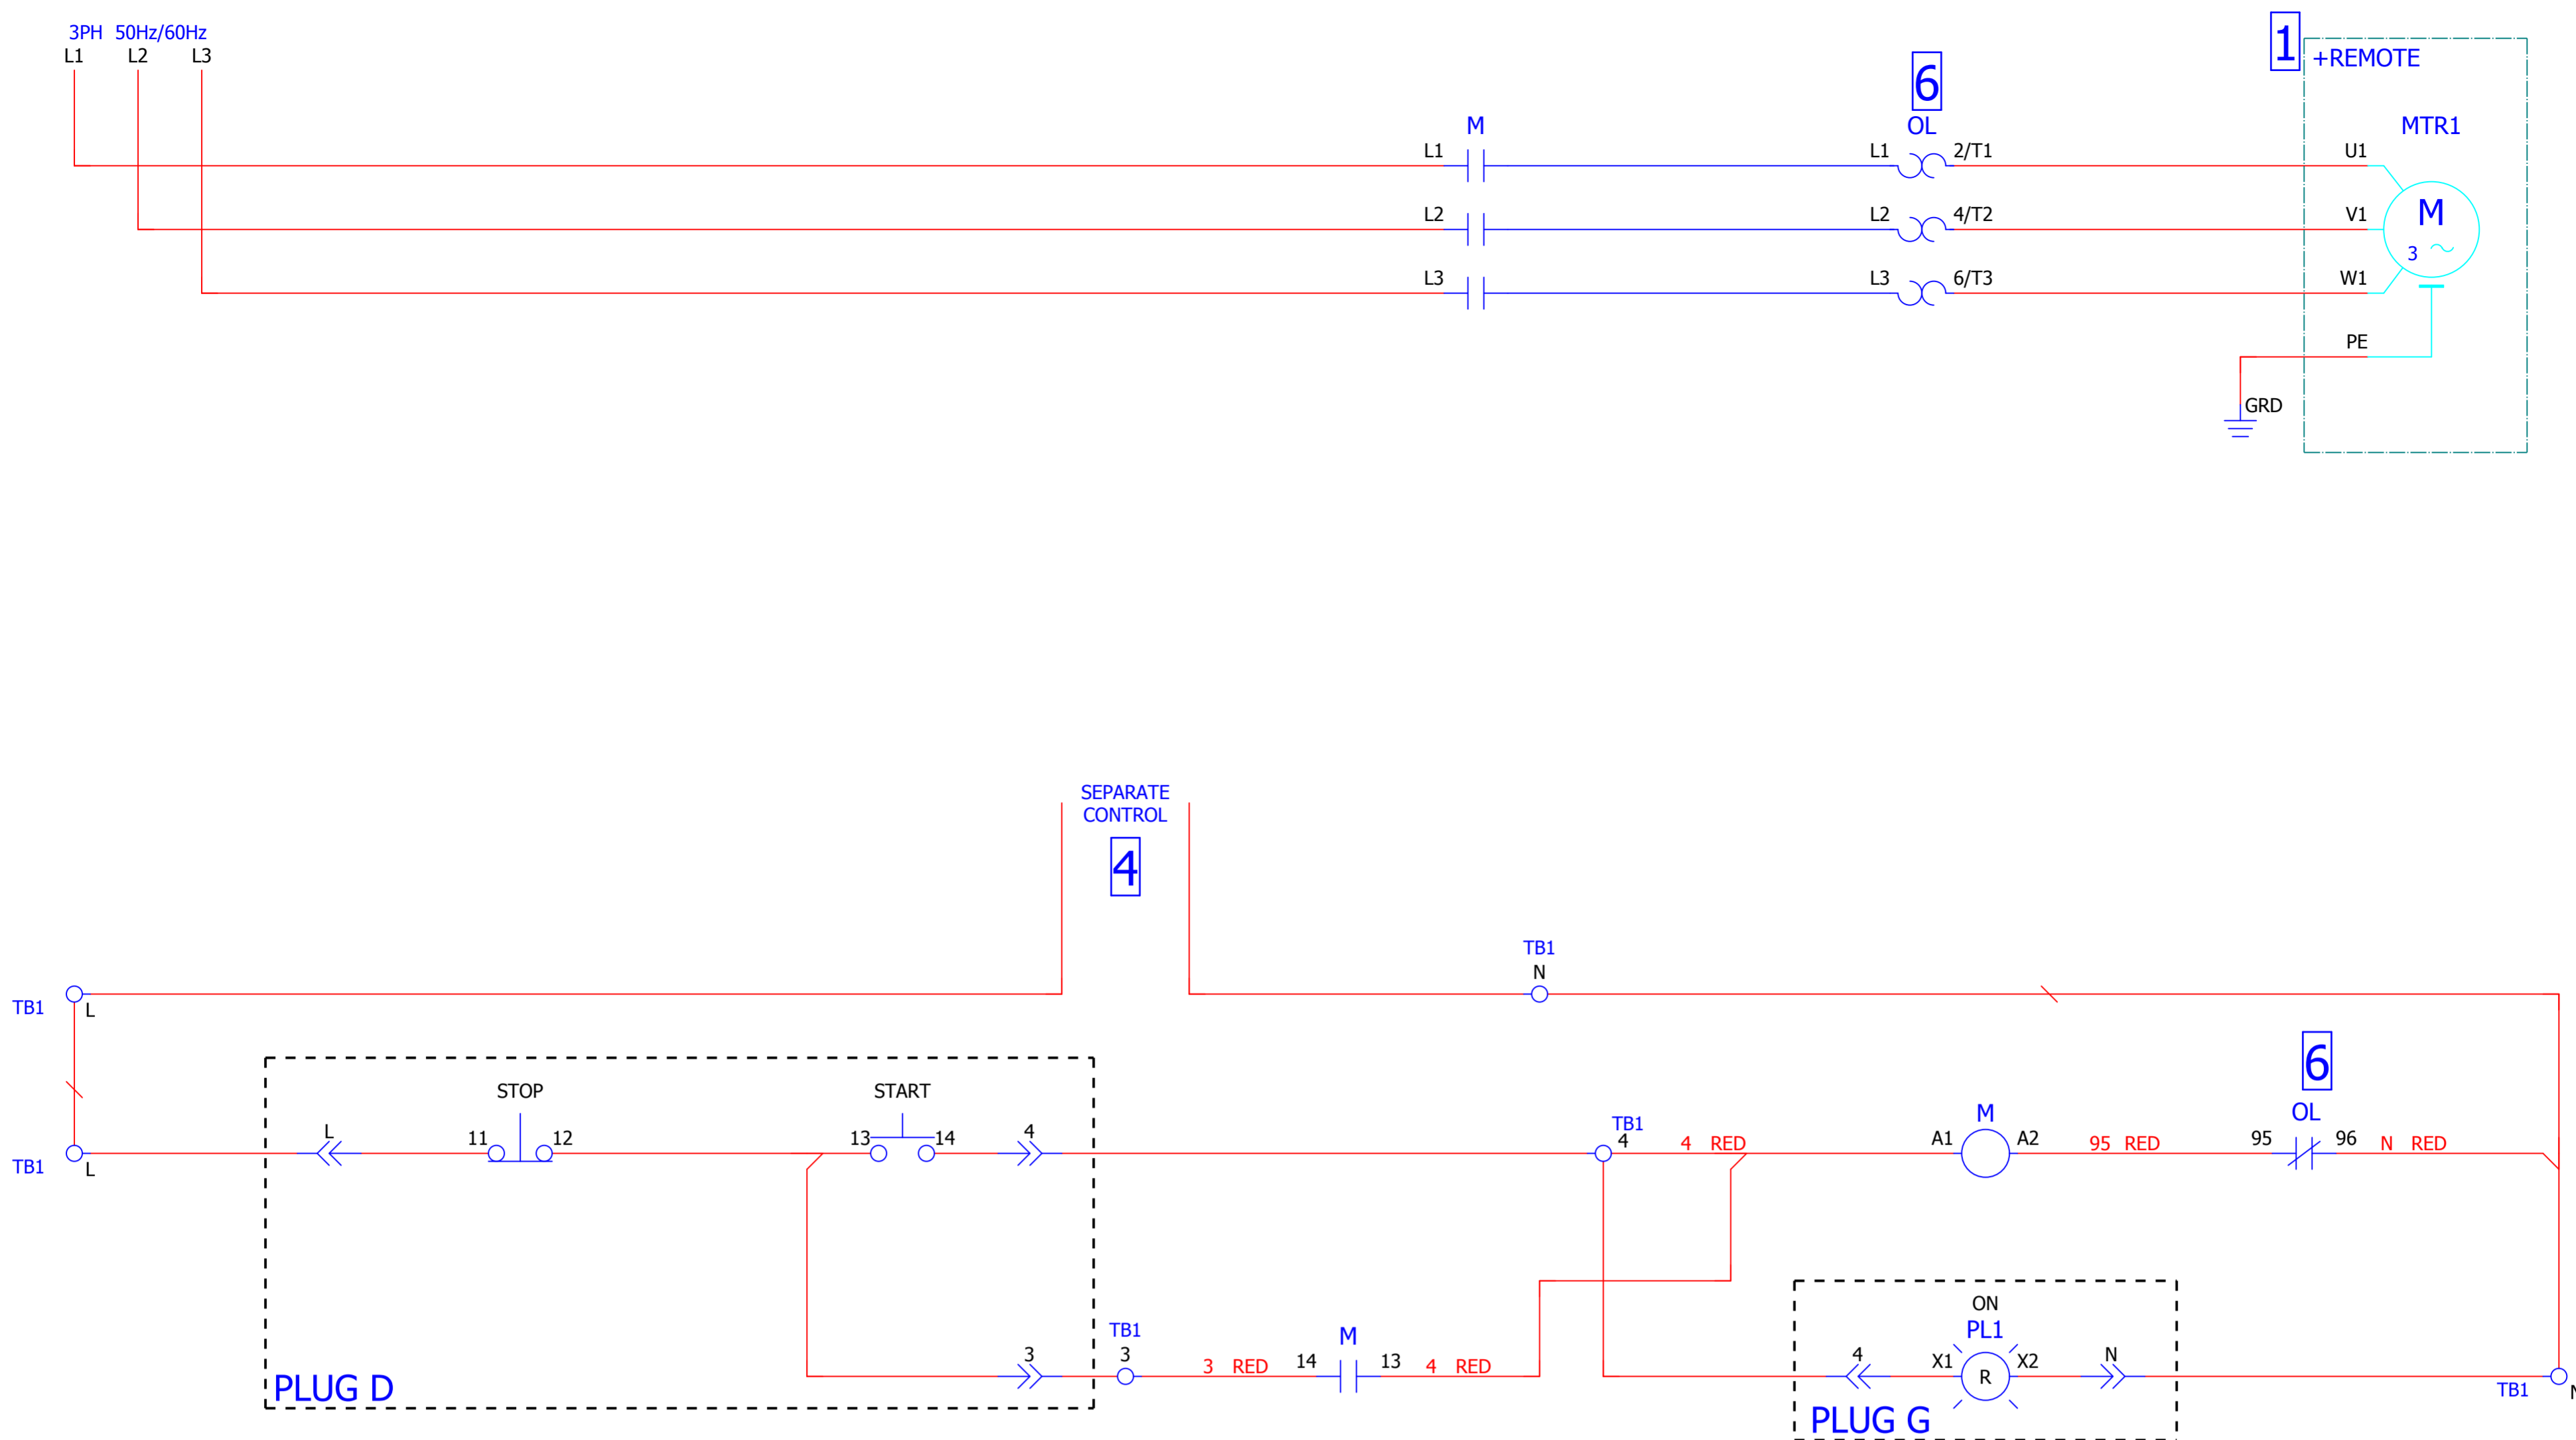 3PH 50Hz/60Hz
L1 L2 L3
1
+REMOTE
6
M
OL
MTR1
L1
L1
2/T1
U1
L2
L2
4/T2
V1
M
3
L3
L3
6/T3
W1
PE
GRD
SEPARATE
CONTROL
4
TB1
N
TB1
L
6
STOP
START
OL
TB1
M
L
11
12
13
14
4
4
4 RED
A1
A2
95 RED
95
96
N RED
TB1
L
ON
TB1
M
PL1
3
3
3 RED
14
13
4 RED
4
X1
R
X2
N
TB1
PLUG D
PLUG G